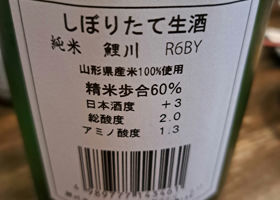 しぼりたて生酒
純米 鯉川 R6BY
山形県産米100%使用
精米歩合60%
日本酒度 +3
総酸度 2.0
アミノ酸度 1.3